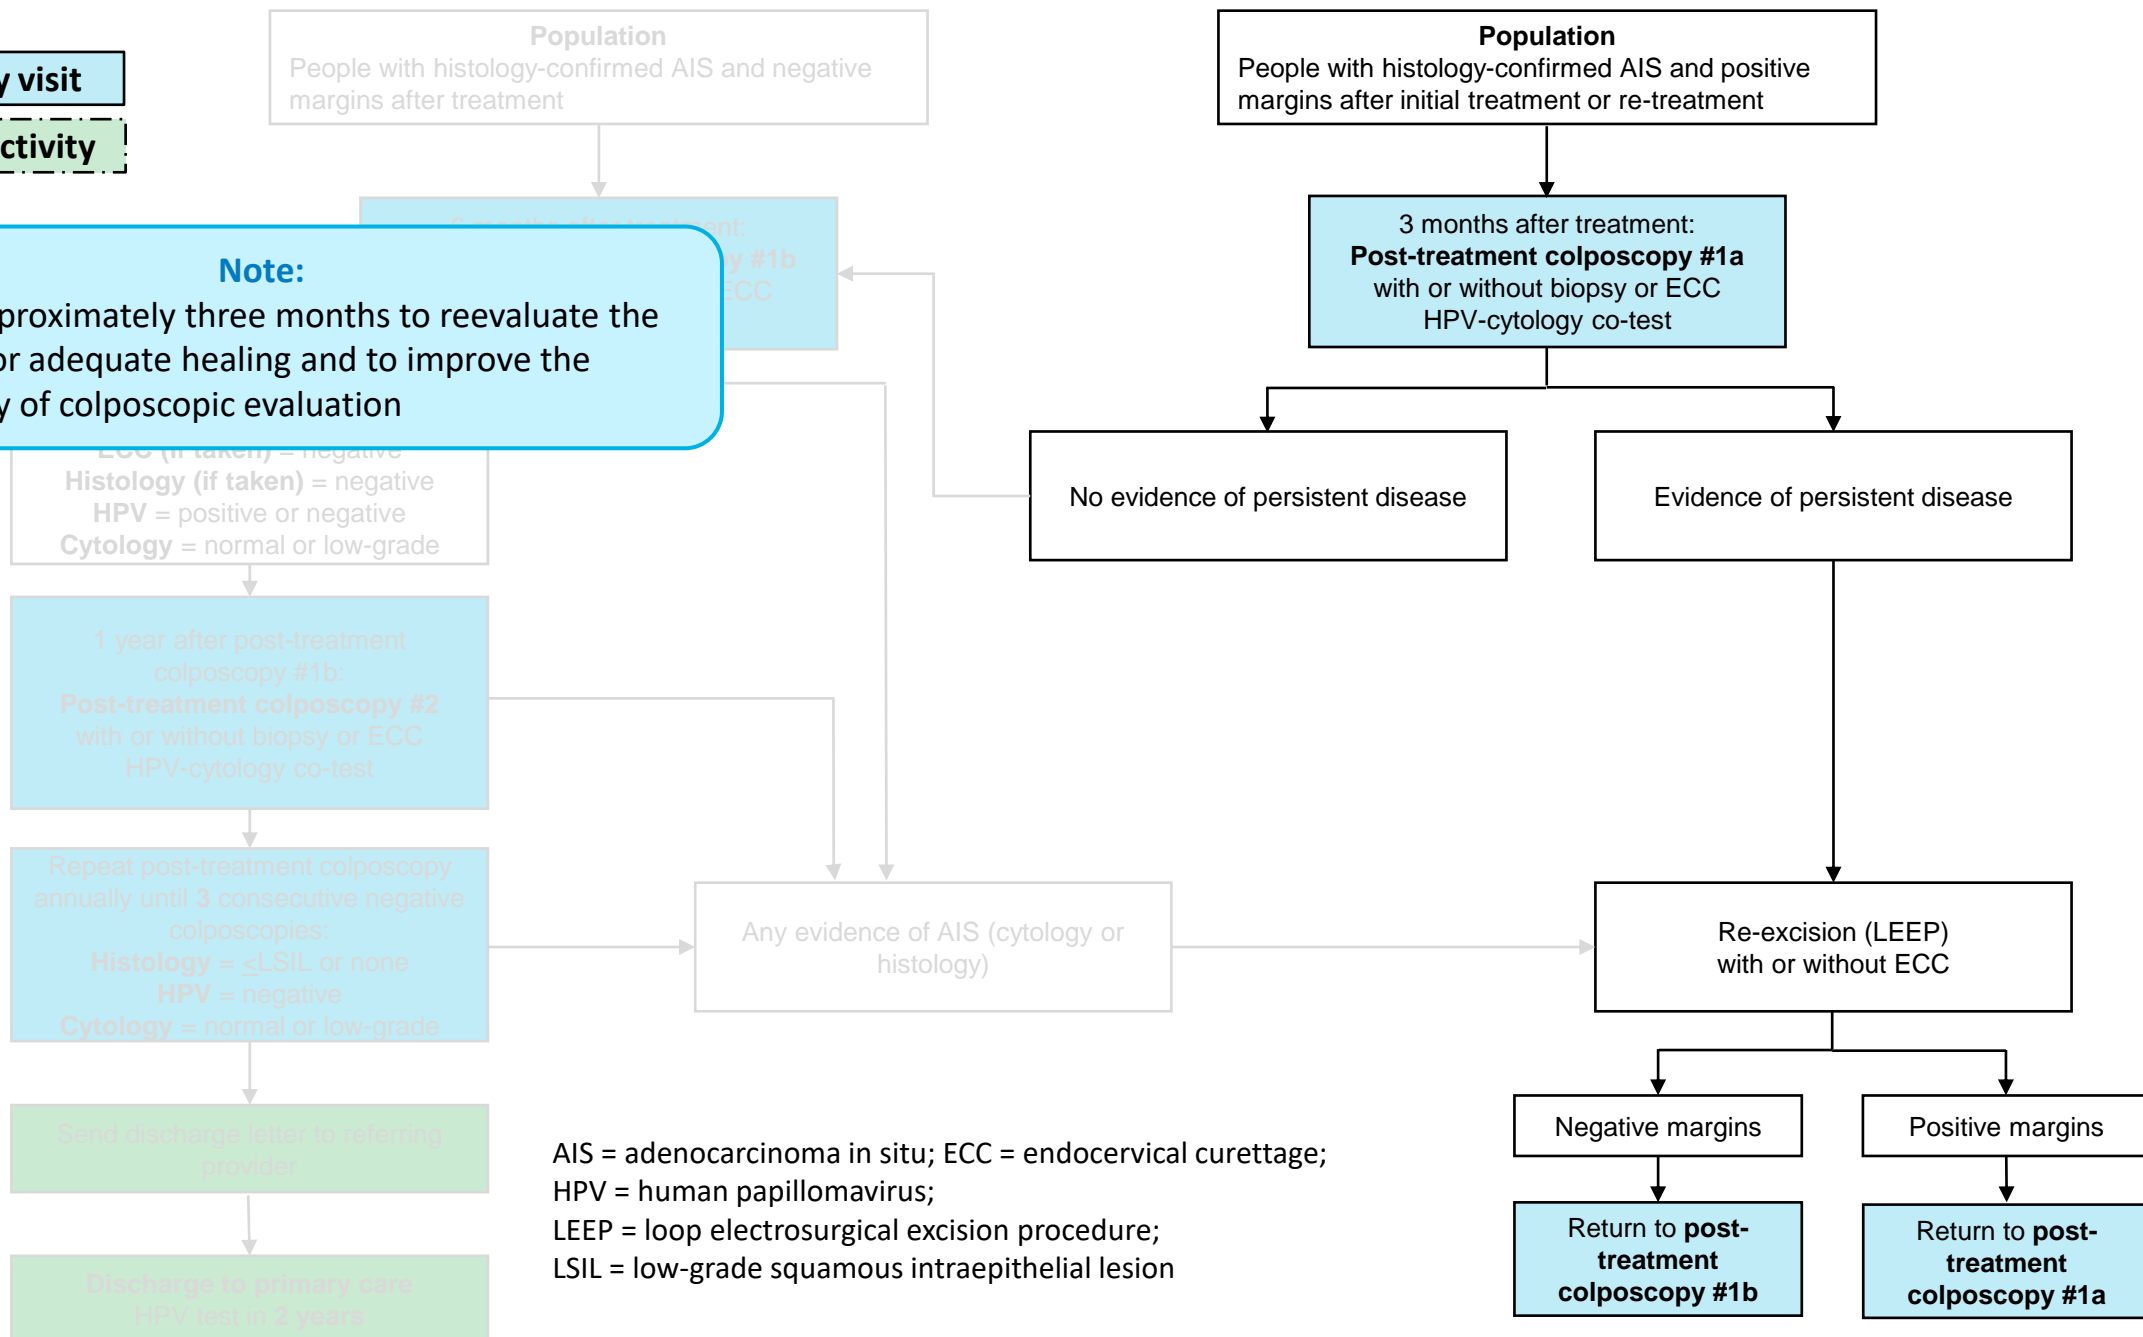 Population
People with histology-confirmed AIS and negative
margins after treatment
Population
People with histology-confirmed AIS and positive
margins after initial treatment or re-treatment
visit
3 months after treatment:
Post-treatment colposcopy #1a
with or without biopsy or ECC
HPV-cytology co-test
#1b
ECC
Note:
three months to reevaluate the
adequate healing and to improve the
of colposcopic evaluation
ECC (if taken) = negative
Histology (if taken) = negative
HPV = positive or negative
Cytology = normal or low-grade
No evidence of persistent disease
Evidence of persistent disease
1 year after post-treatment
colposcopy #1b:
Post-treatment colposcopy #2
with or without biopsy or ECC
HPV-cytology co-test
Repeat post-treatment colposcopy
annually until 3 consecutive negative
colposcopies:
Histology = <LSIL or none
HPV = negative
Cytology = normal or low-grade
Any evidence of AIS (cytology or
histology)
Re-excision (LEEP)
with or without ECC
Negative margins
Positive margins
Send discharge letter to referring
provider
AIS = adenocarcinoma in situ; ECC = endocervical curettage;
HPV = human papillomavirus;
LEEP = loop electrosurgical excision procedure;
LSIL = low-grade squamous intraepithelial lesion
Return to post-
treatment
colposcopy #1b
Return to post-
treatment
colposcopy #1a
Discharge to primary care
HPV test in 2 years